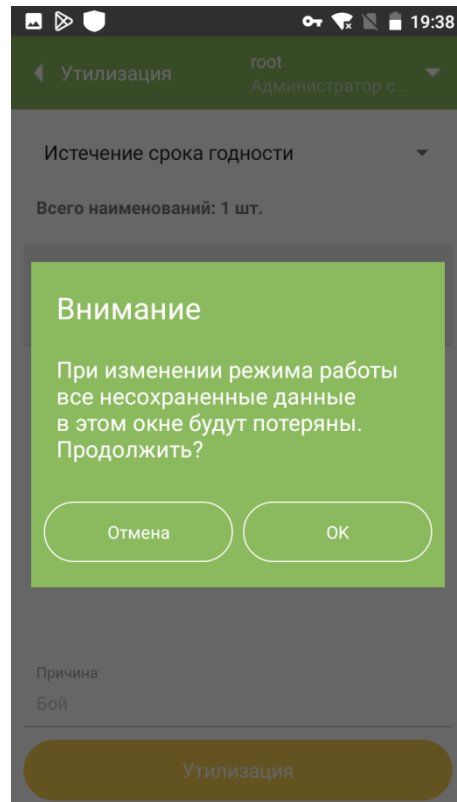 19:38
Утилизация
root
Администратор с...
Истечение срока годности
Всего наименований: 1 шт.
Внимание
При изменении режима работы
все несохраненные данные
в этом окне будут потеряны.
Продолжить?
Отмена
ОК
Причина
Бой
Утилизация